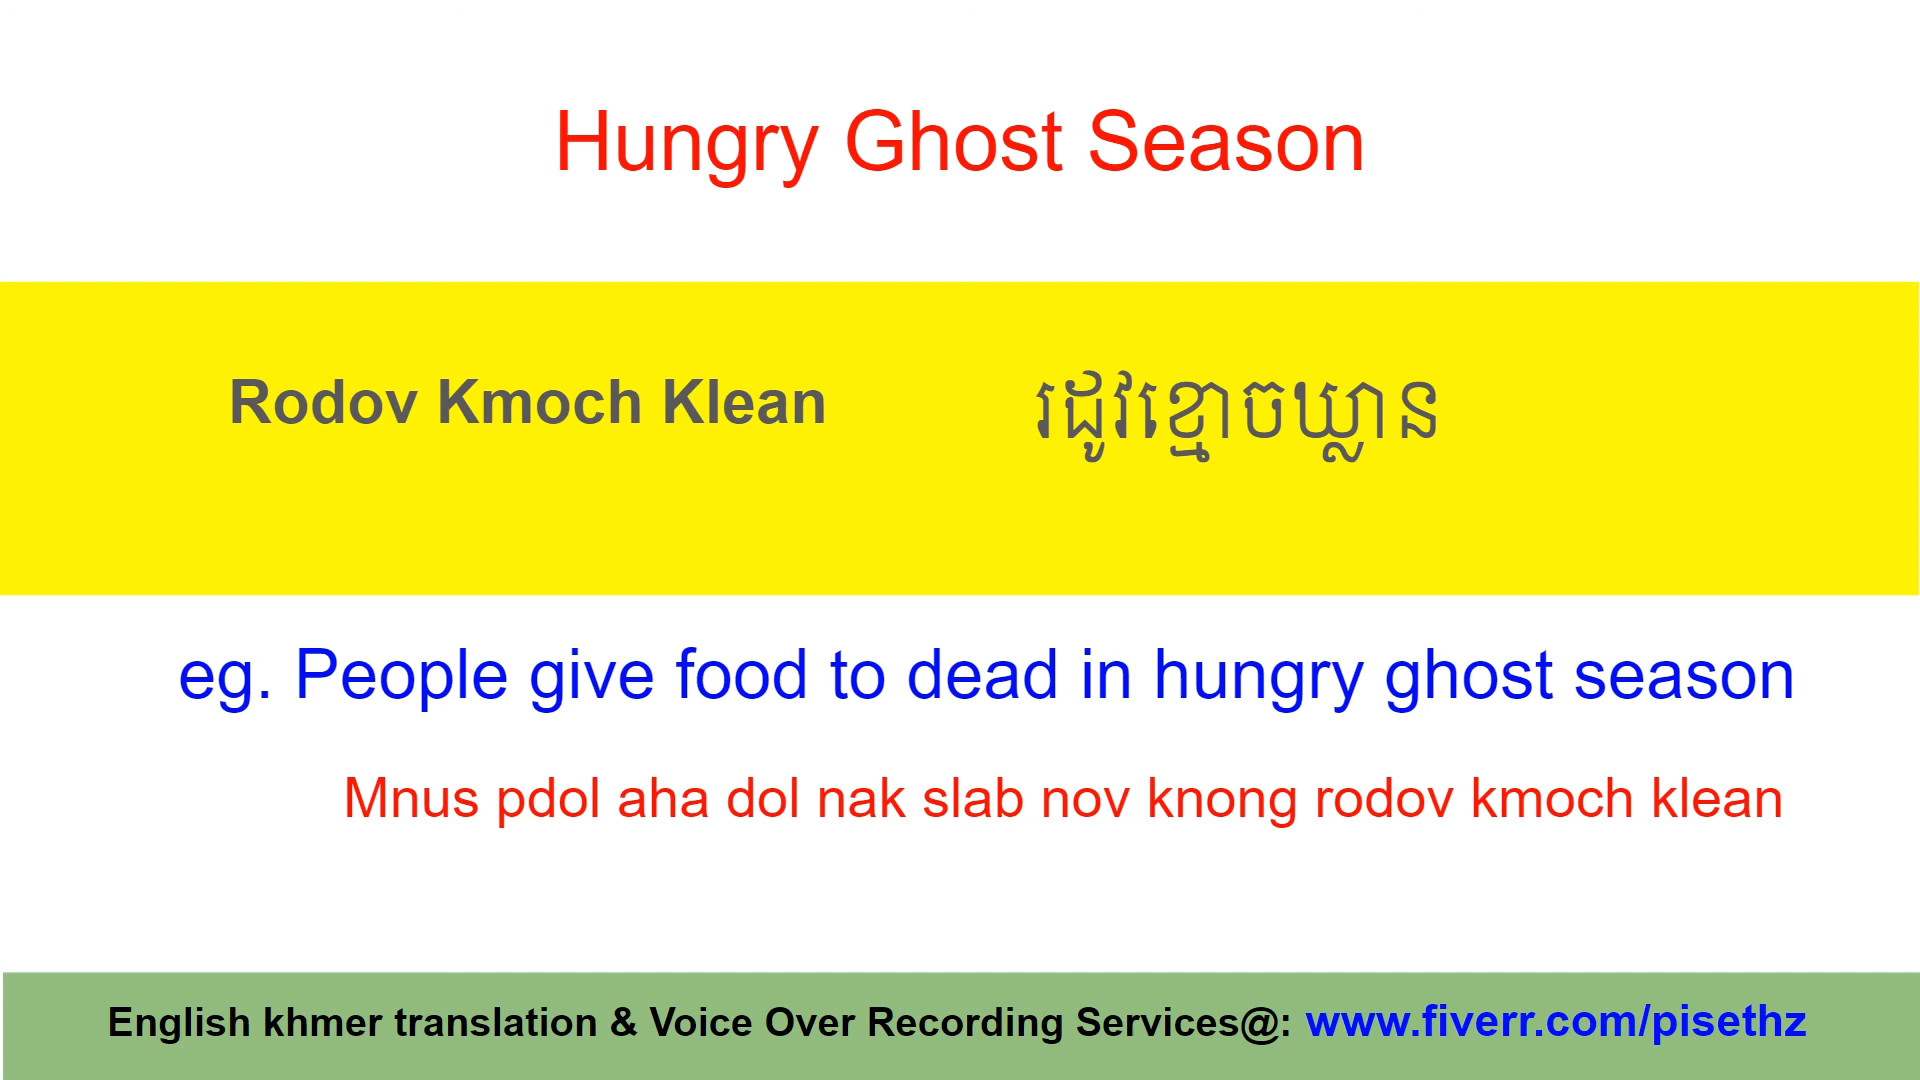 Hungry Ghost Season
Rodov Kmoch Klean រដូវខ្មោចឃ្លាន
eg. People give food to dead in hungry ghost season
Mnus pdol aha dol nak slab nov knong rodov kmoch klean
English khmer translation & Voice Over Recording Services@: www.fiverr.com/pisethz